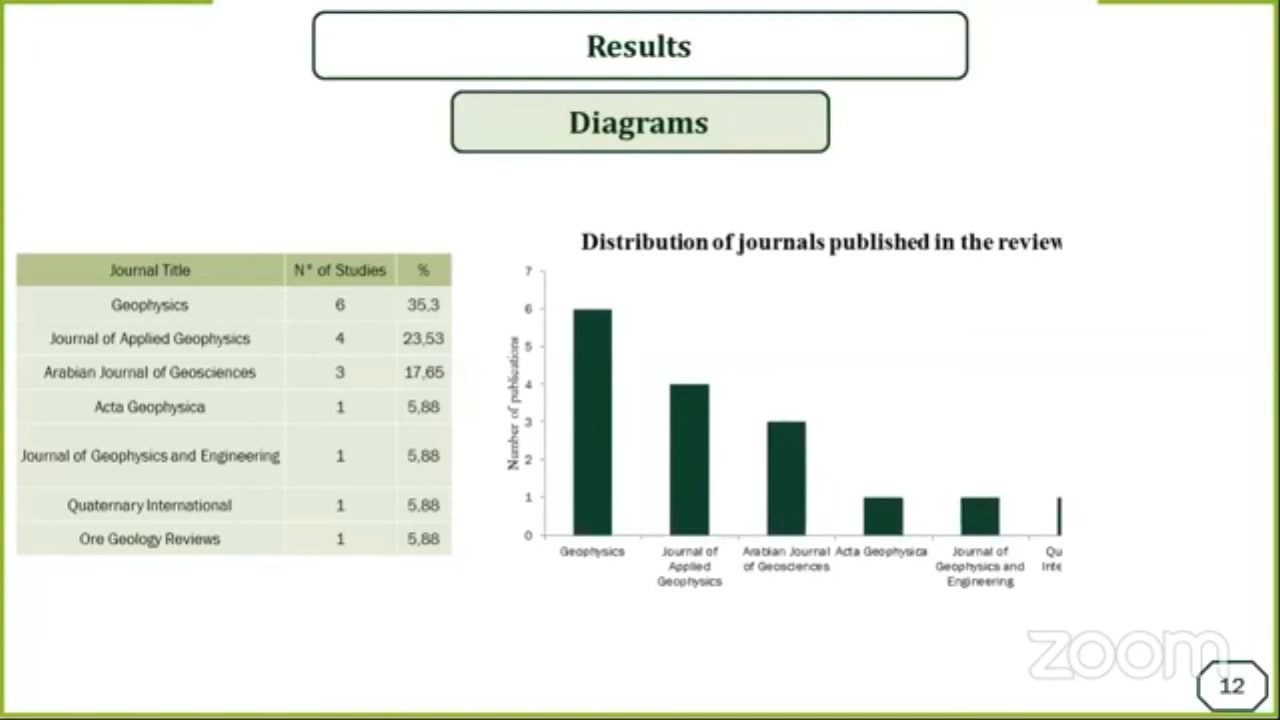 Results
Diagrams
Journal Title N° of Studies %
Geophysics 6 35,3
Journal of Applied Geophysics 4 23,53
Arabian Journal of Geosciences 3 17,65
Acta Geophysica 1 5,88
Journal of Geophysics and Engineering 1 5,88
Quaternary International 1 5,88
Ore Geology Reviews 1 5,88
Distribution of journals published in the review
Number of publications
7
6
5
4
3
2
1
0
Geophysics
Journal of
Applied
Geophysics
Arabian Journal
of Geosciences
Acta Geophysica
Journal of
Geophysics and
Engineering
Qu
Inte
zoom
12